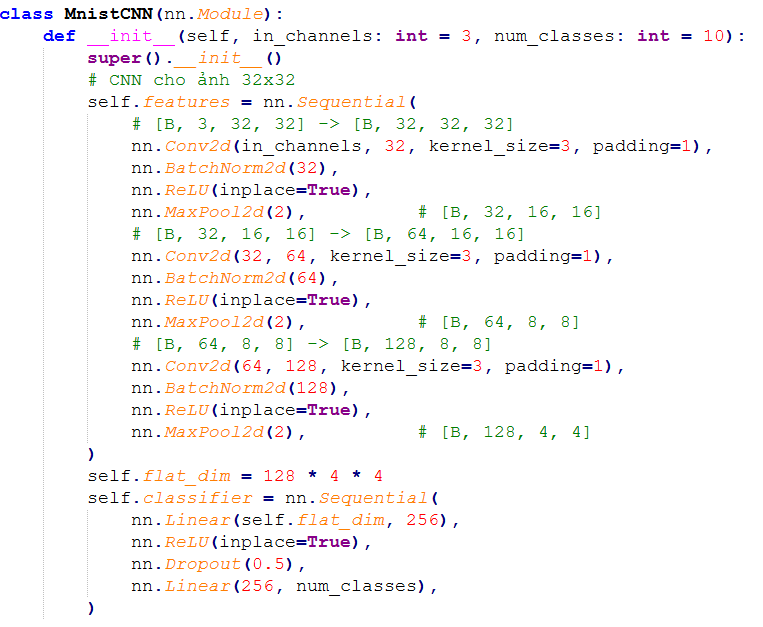 class MnistCNN(nn.Module):
    def __init__(self, in_channels: int = 3, num_classes: int = 10):
        super().__init__()
        # CNN cho ảnh 32x32
        self.features = nn.Sequential(
            # [B, 3, 32, 32] -> [B, 32, 32, 32]
            nn.Conv2d(in_channels, 32, kernel_size=3, padding=1),
            nn.BatchNorm2d(32),
            nn.ReLU(inplace=True),
            nn.MaxPool2d(2),          # [B, 32, 16, 16]
            # [B, 32, 16, 16] -> [B, 64, 16, 16]
            nn.Conv2d(32, 64, kernel_size=3, padding=1),
            nn.BatchNorm2d(64),
            nn.ReLU(inplace=True),
            nn.MaxPool2d(2),          # [B, 64, 8, 8]
            # [B, 64, 8, 8] -> [B, 128, 8, 8]
            nn.Conv2d(64, 128, kernel_size=3, padding=1),
            nn.BatchNorm2d(128),
            nn.ReLU(inplace=True),
            nn.MaxPool2d(2),          # [B, 128, 4, 4]
        )
        self.flat_dim = 128 * 4 * 4
        self.classifier = nn.Sequential(
            nn.Linear(self.flat_dim, 256),
            nn.ReLU(inplace=True),
            nn.Dropout(0.5),
            nn.Linear(256, num_classes),
        )